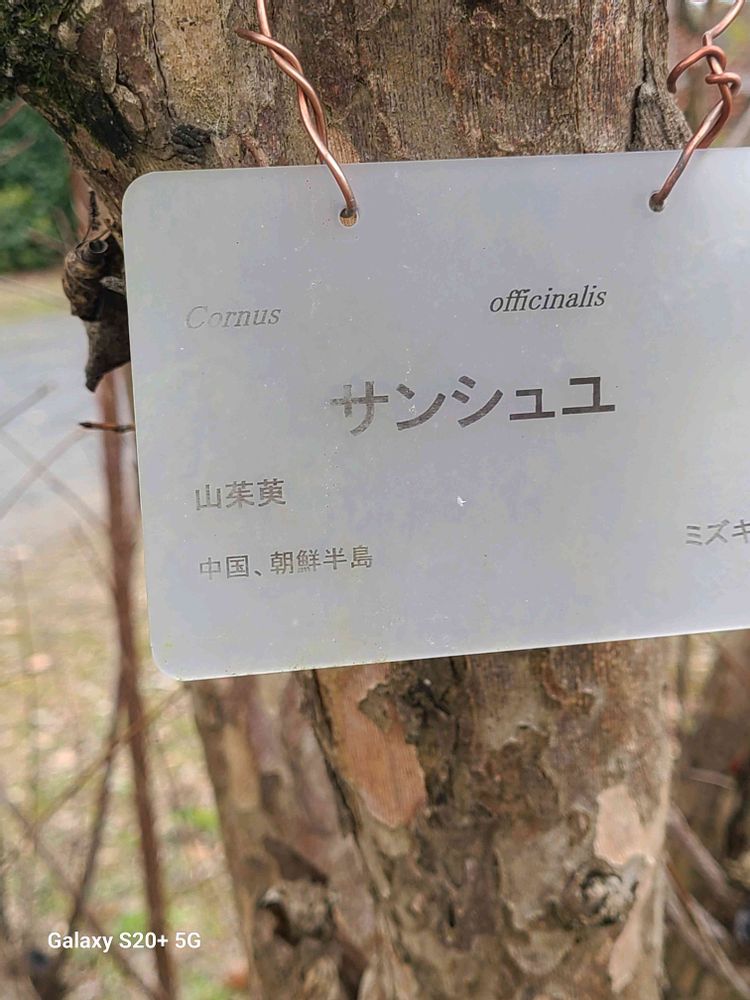 Cornus officinalis
サンシュユ
山茱萸
ミズキ
中国、朝鮮半島
Galaxy S20+ 5G